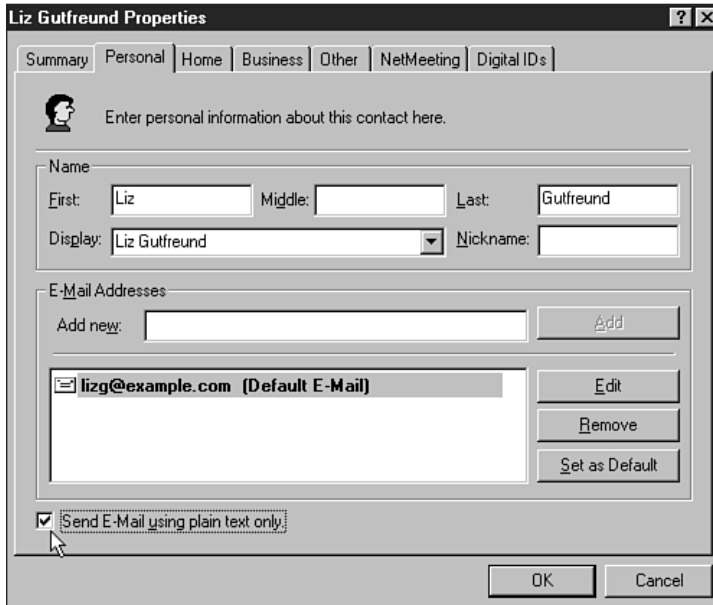 Liz Gutfreund Properties
Summary Personal Home Business Other NetMeeting Digital IDs
Enter personal information about this contact here.
Name
First: Liz Middle: Last: Gutfreund
Display: Liz Gutfreund Nickname:
E-Mail Addresses
Add new: Add
lizg@example.com (Default E-Mail) Edit
Remove
Set as Default
Send E-Mail using plain text only.
OK Cancel